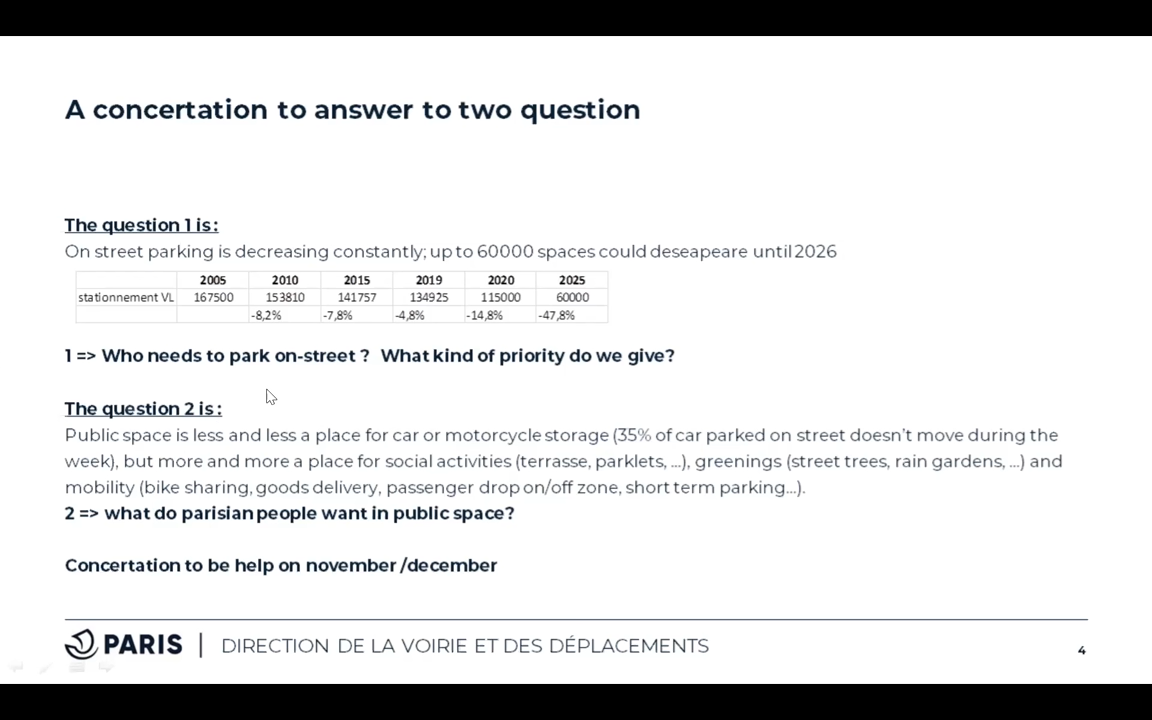 A concertation to answer to two question
The question 1 is :
On street parking is decreasing constantly; up to 60000 spaces could deseapeare until 2026
2005 2010 2015 2019 2020 2025
stationnement VL 167500 153810 141757 134925 115000 60000
-8,2% -7,8% -4,8% -14,8% -47,8%
1 => Who needs to park on-street ? What kind of priority do we give?
The question 2 is :
Public space is less and less a place for car or motorcycle storage (35% of car parked on street doesn't move during the
week), but more and more a place for social activities (terrasse, parklets, ...), greenings (street trees, rain gardens, ...) and
mobility (bike sharing, goods delivery, passenger drop on/off zone, short term parking...).
2 => what do parisian people want in public space?
Concertation to be help on november /december
PARIS | DIRECTION DE LA VOIRIE ET DES DÉPLACEMENTS
4